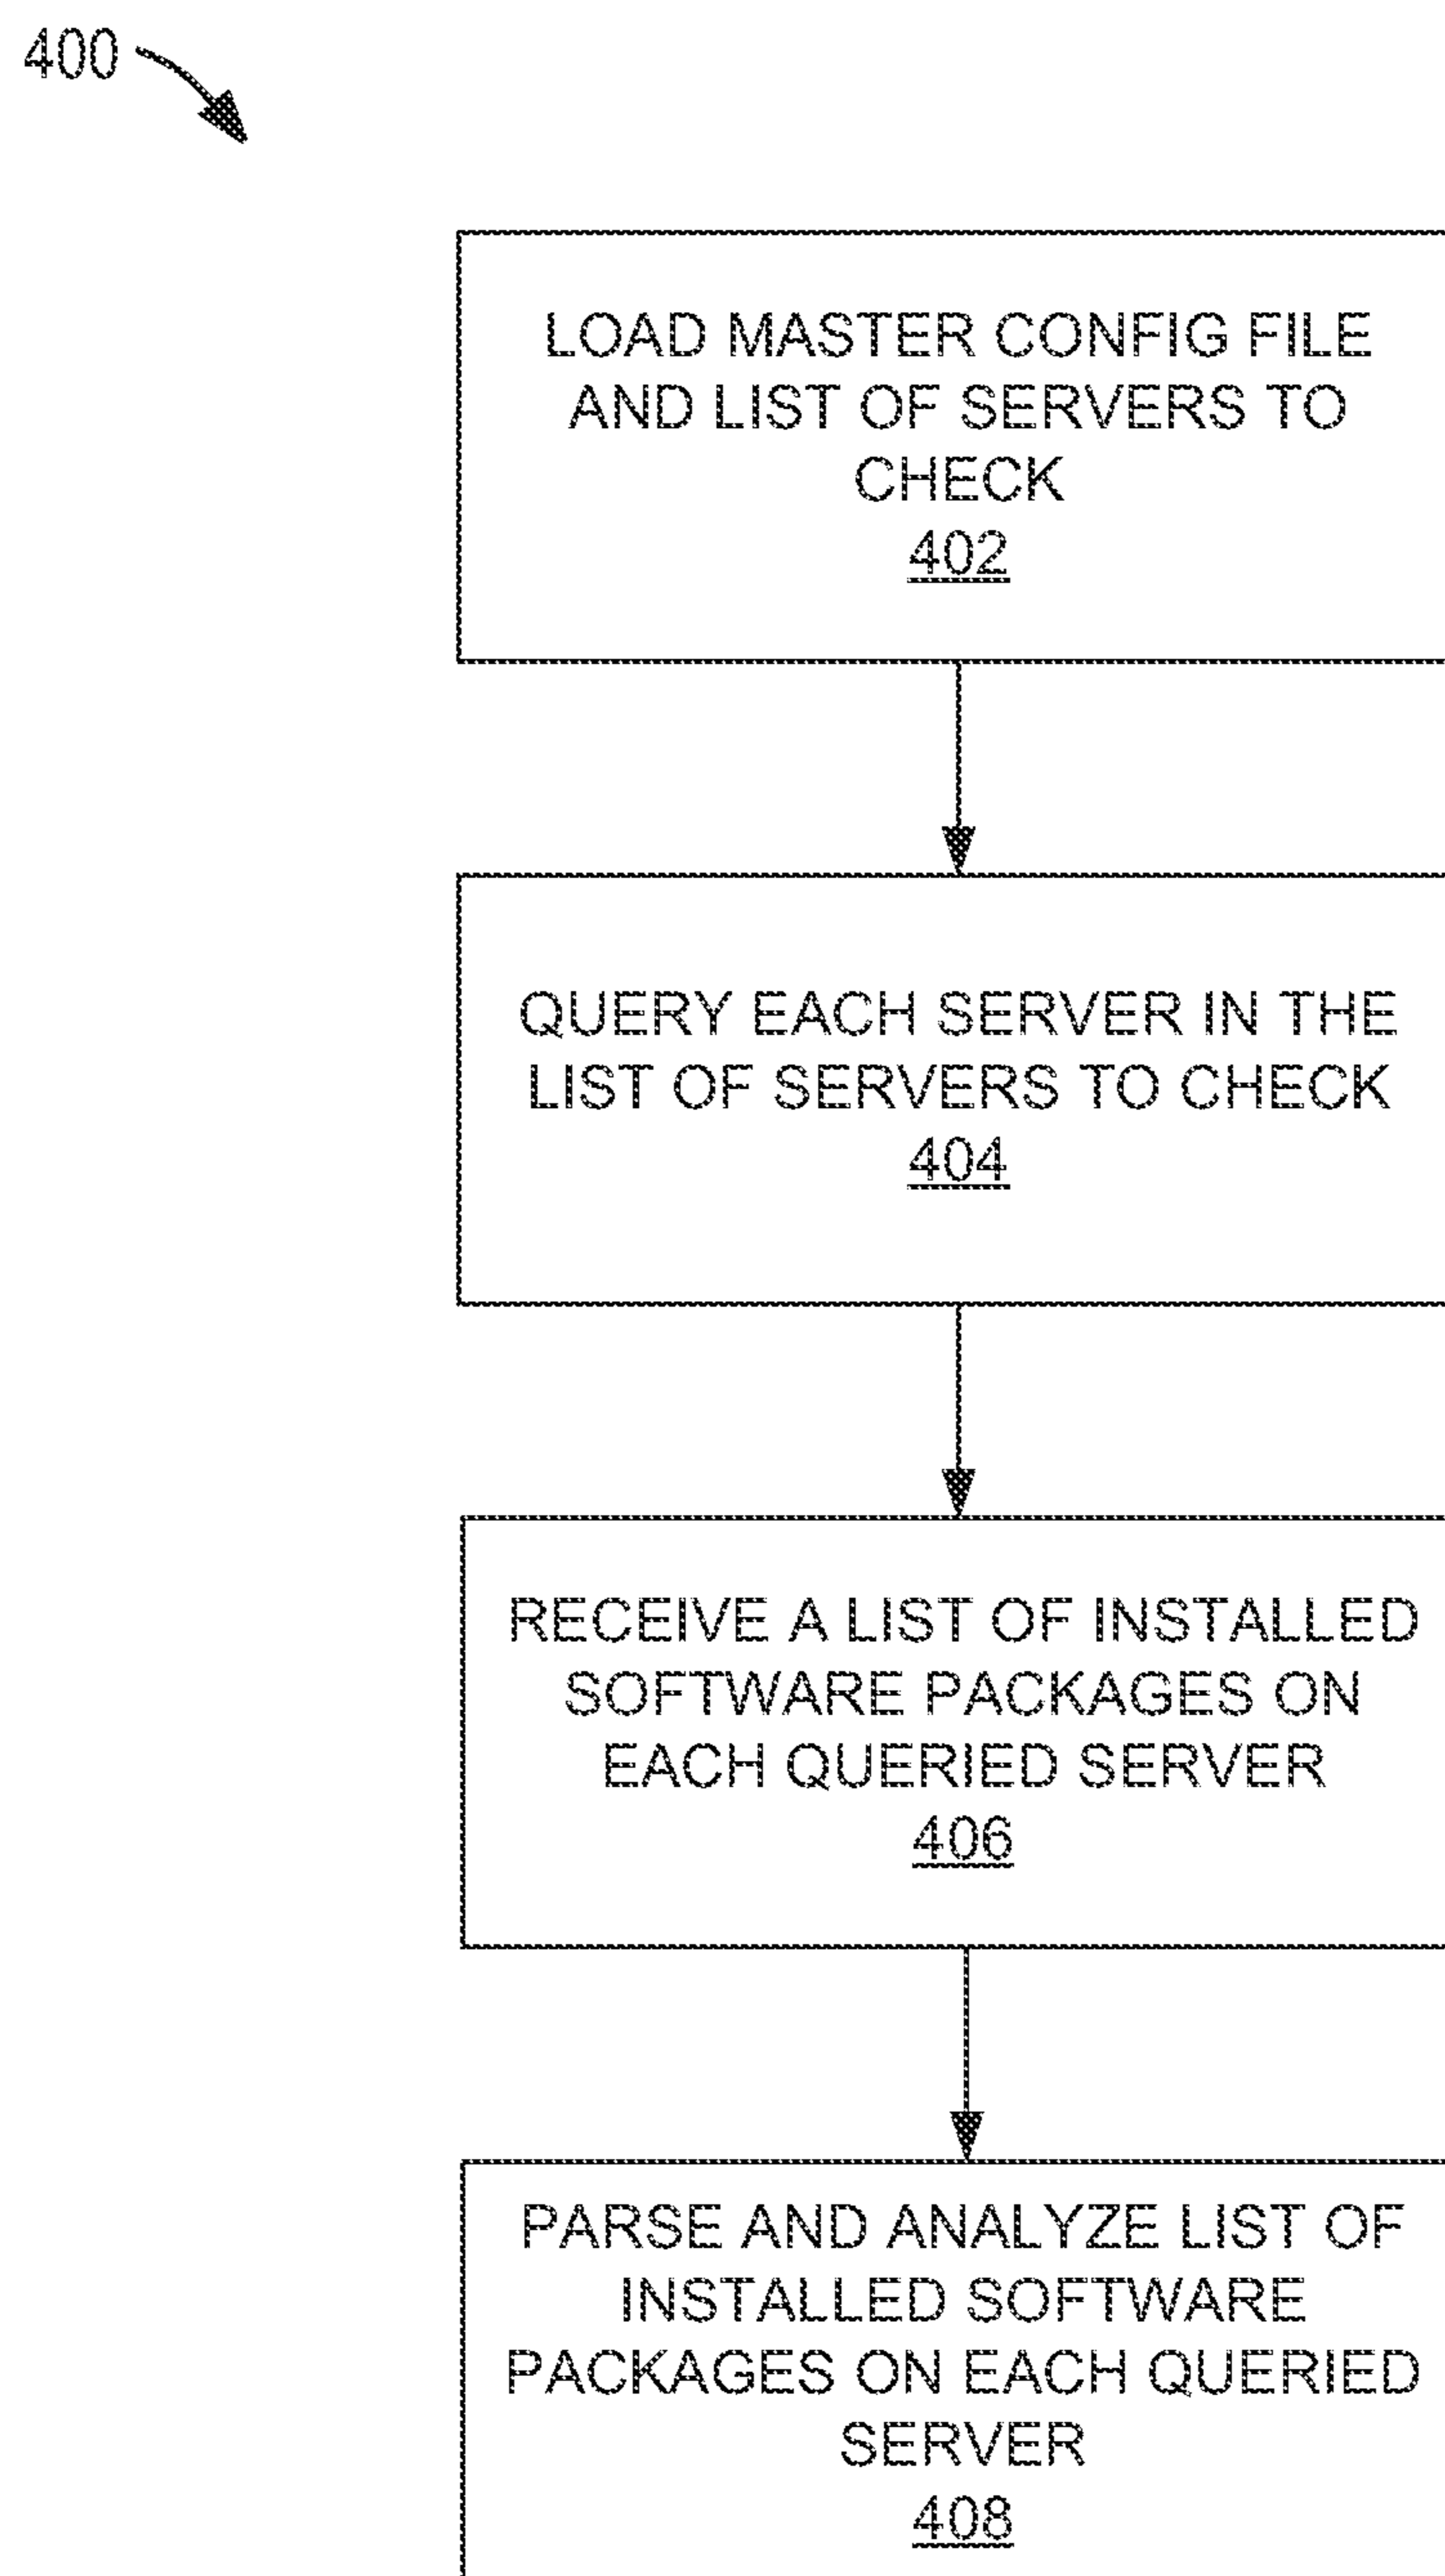 400
LOAD MASTER CONFIG FILE
AND LIST OF SERVERS TO
CHECK
402
QUERY EACH SERVER IN THE
LIST OF SERVERS TO CHECK
404
RECEIVE A LIST OF INSTALLED
SOFTWARE PACKAGES ON
EACH QUERIED SERVER
406
PARSE AND ANALYZE LIST OF
INSTALLED SOFTWARE
PACKAGES ON EACH QUERIED
SERVER
408